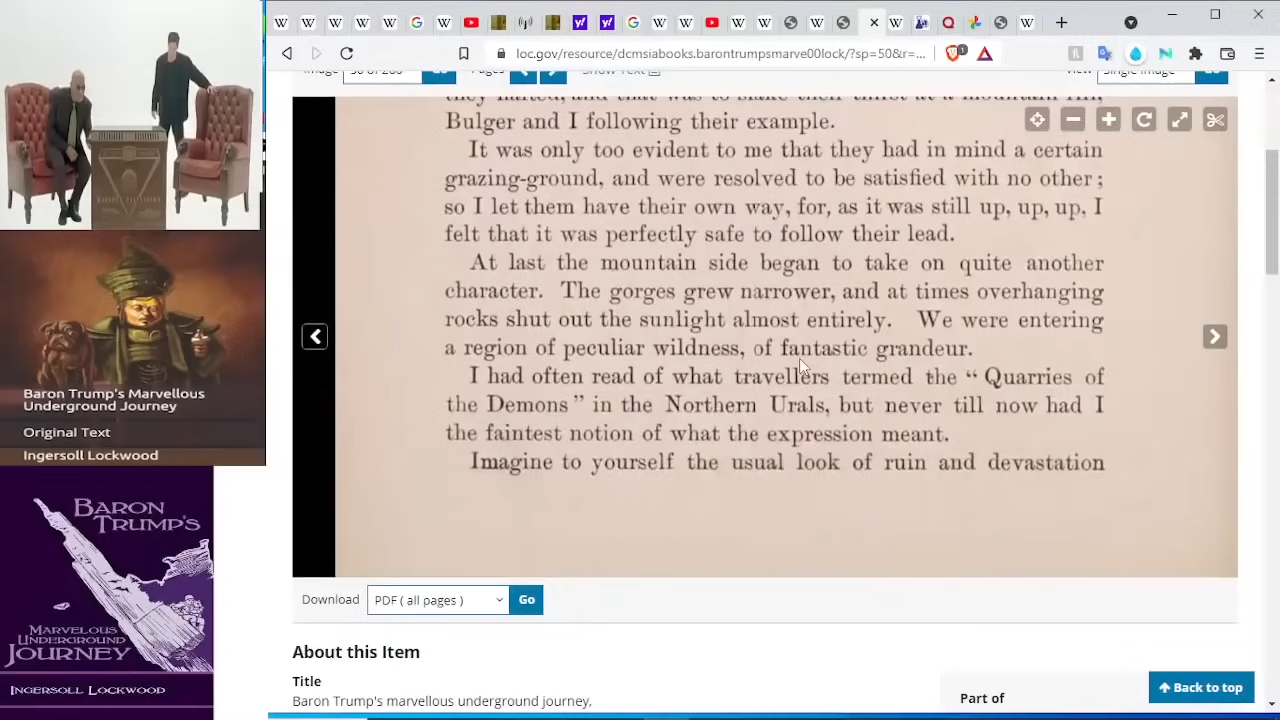 loc.gov/resource/dcmsiabooks.barontrumpsmarve00lock/?sp=50&r=...
Bulger and I following their example.
It was only too evident to me that they had in mind a certain
grazing-ground, and were resolved to be satisfied with no other;
so I let them have their own way, for, as it was still up, up, up, I
felt that it was perfectly safe to follow their lead.
At last the mountain side began to take on quite another
character. The gorges grew narrower, and at times overhanging
rocks shut out the sunlight almost entirely. We were entering
a region of peculiar wildness, of fantastic grandeur.
I had often read of what travellers termed the “Quarries of
the Demons” in the Northern Urals, but never till now had I
the faintest notion of what the expression meant.
Imagine to yourself the usual look of ruin and devastation
Download PDF ( all pages ) Go
About this Item
Title
Baron Trump's marvellous underground journey,
Part of
Back to top
Baron Trump's Marvellous
Underground Journey
Original Text
Ingersoll Lockwood
BARON
TRUMP'S
MARVELOUS
UNDERGROUND
JOURNEY
INGERSOLL LOCKWOOD